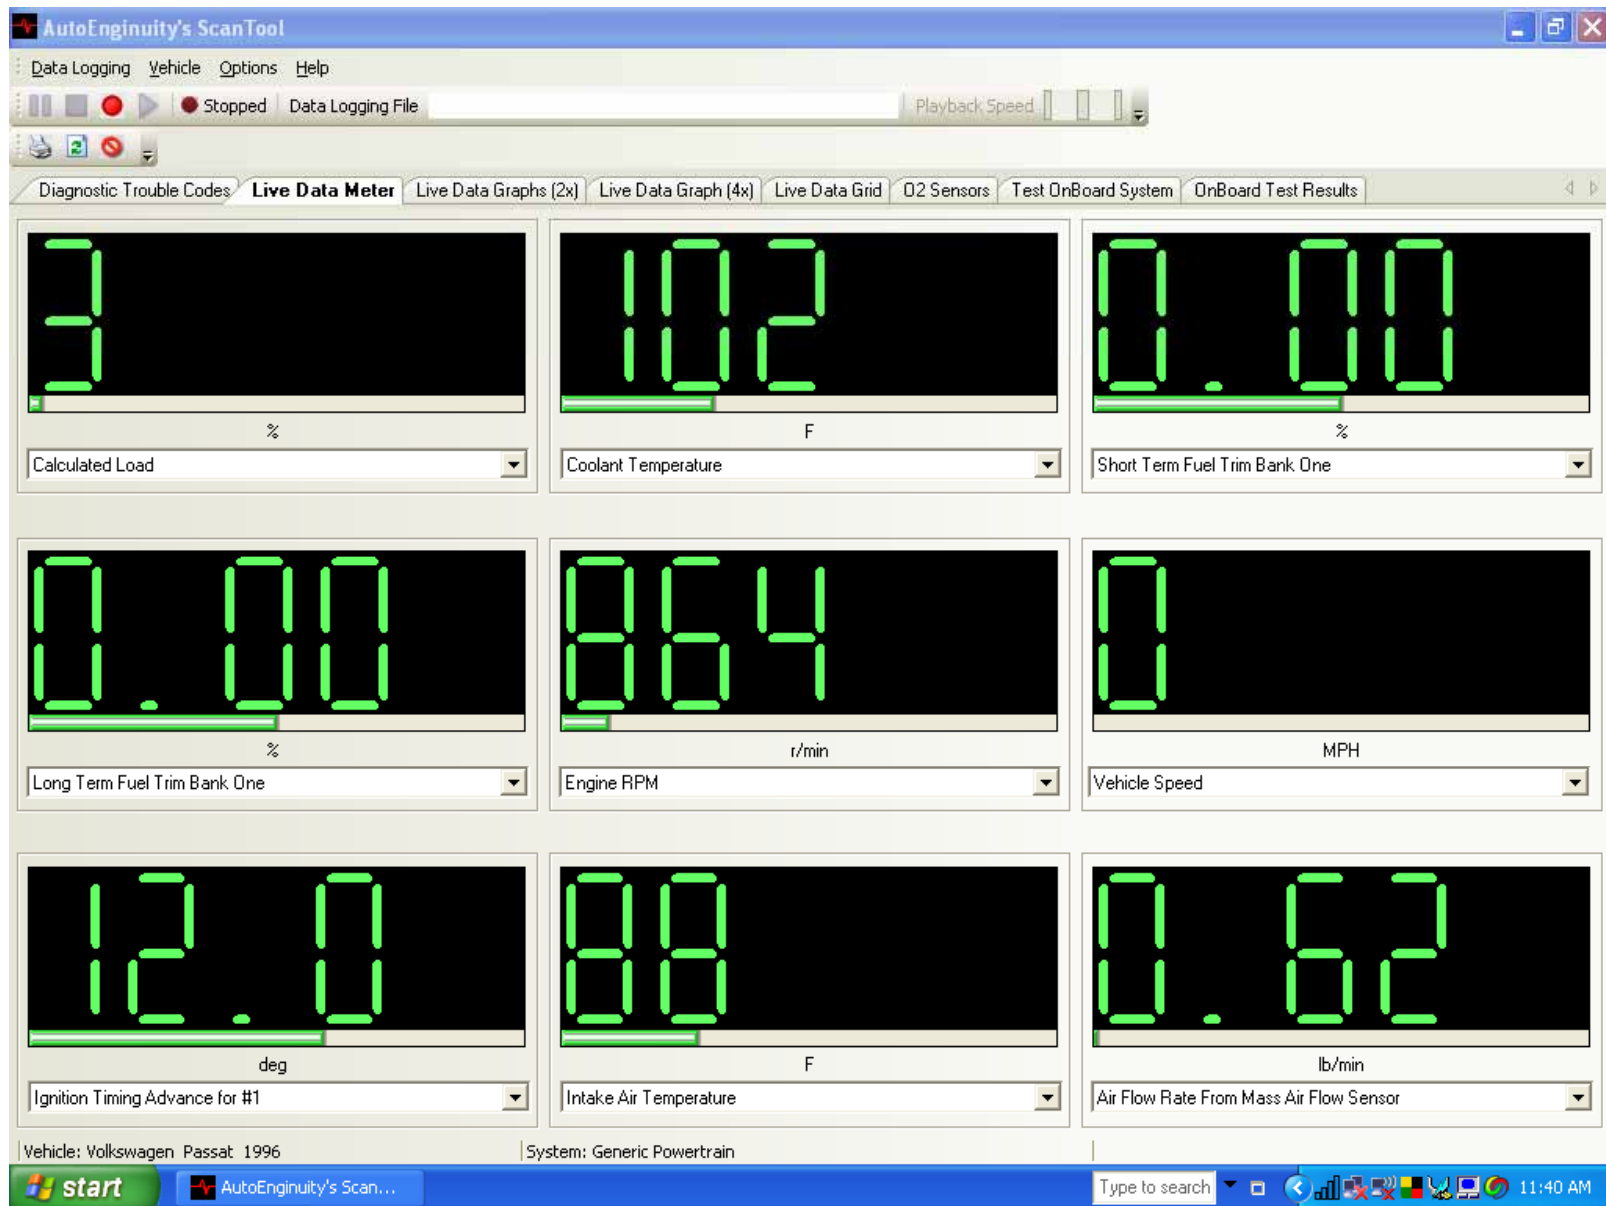 AutoEnginuity's ScanTool
Data Logging Vehicle Options Help
Stopped Data Logging File Playback Speed
Diagnostic Trouble Codes Live Data Meter Live Data Graphs (2x) Live Data Graph (4x) Live Data Grid O2 Sensors Test OnBoard System OnBoard Test Results
3 102 0.00
% F %
Calculated Load Coolant Temperature Short Term Fuel Trim Bank One
0.00 864 0
% r/min MPH
Long Term Fuel Trim Bank One Engine RPM Vehicle Speed
12.0 88 0.62
deg F lb/min
Ignition Timing Advance for #1 Intake Air Temperature Air Flow Rate From Mass Air Flow Sensor
Vehicle: Volkswagen Passat 1996 System: Generic Powertrain
start AutoEnginuity's Scan... Type to search 11:40 AM